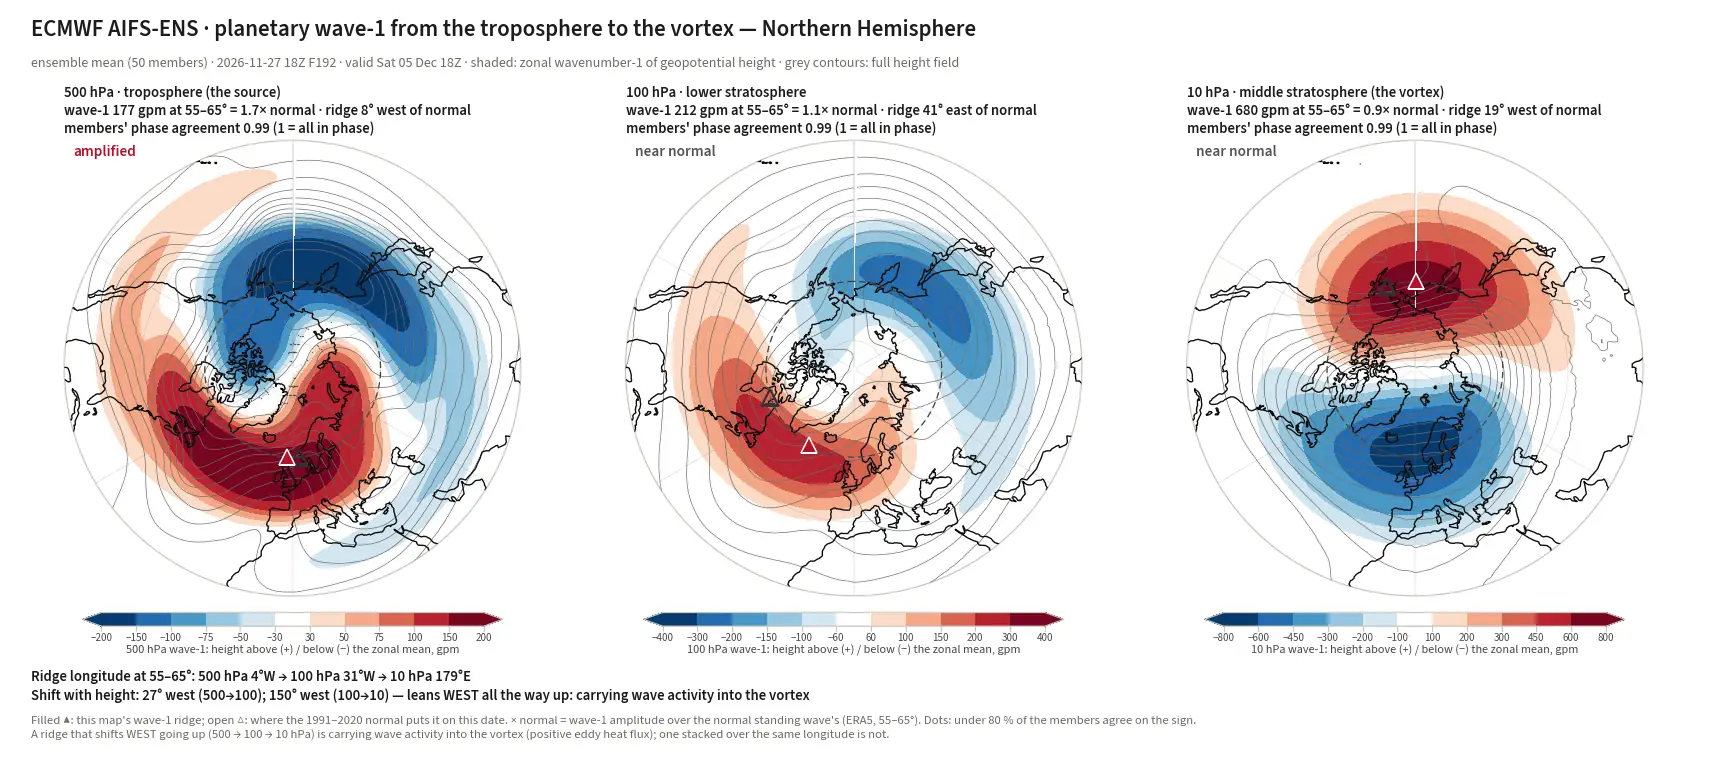 ECMWF AIFS-ENS · planetary wave-1 from the troposphere to the vortex — Northern Hemisphere
ensemble mean (50 members) · 2026-11-27 18Z F192 · valid Sat 05 Dec 18Z · shaded: zonal wavenumber-1 of geopotential height · grey contours: full height field
500 hPa · troposphere (the source)
wave-1 177 gpm at 55–65° = 1.7× normal · ridge 8° west of normal
members' phase agreement 0.99 (1 = all in phase)
amplified
100 hPa · lower stratosphere
wave-1 212 gpm at 55–65° = 1.1× normal · ridge 41° east of normal
members' phase agreement 0.99 (1 = all in phase)
near normal
10 hPa · middle stratosphere (the vortex)
wave-1 680 gpm at 55–65° = 0.9× normal · ridge 19° west of normal
members' phase agreement 0.99 (1 = all in phase)
near normal
−200 −150 −100 −75 −50 −30 30 50 75 100 150 200
500 hPa wave-1: height above (+) / below (−) the zonal mean, gpm
−400 −300 −200 −150 −100 −60 60 100 150 200 300 400
100 hPa wave-1: height above (+) / below (−) the zonal mean, gpm
−800 −600 −450 −300 −200 −100 100 200 300 450 600 800
10 hPa wave-1: height above (+) / below (−) the zonal mean, gpm
Ridge longitude at 55–65°: 500 hPa 4°W → 100 hPa 31°W → 10 hPa 179°E
Shift with height: 27° west (500→100); 150° west (100→10) — leans WEST all the way up: carrying wave activity into the vortex
Filled ▲: this map's wave-1 ridge; open △: where the 1991–2020 normal puts it on this date. × normal = wave-1 amplitude over the normal standing wave's (ERA5, 55–65°). Dots: under 80 % of the members agree on the sign.
A ridge that shifts WEST going up (500 → 100 → 10 hPa) is carrying wave activity into the vortex (positive eddy heat flux); one stacked over the same longitude is not.